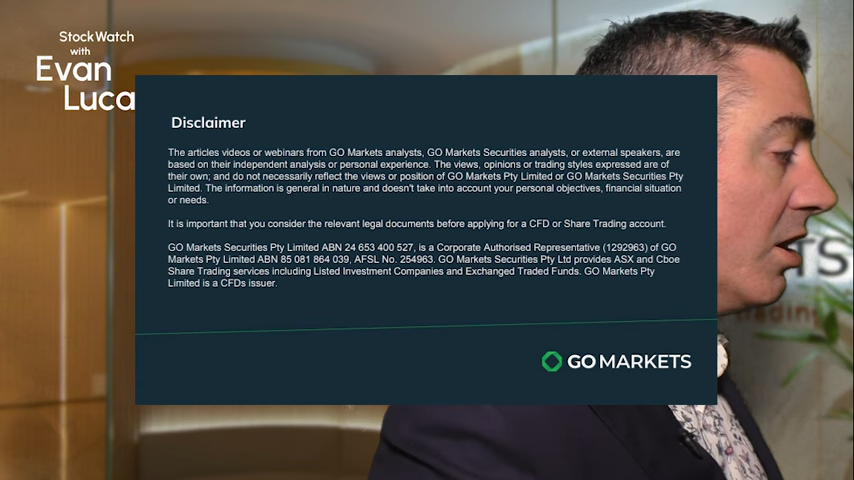 StockWatch
with
Evan
Luca
Disclaimer
The articles videos or webinars from GO Markets analysts, GO Markets Securities analysts, or external speakers, are
based on their independent analysis or personal experience. The views, opinions or trading styles expressed are of
their own; and do not necessarily reflect the views or position of GO Markets Pty Limited or GO Markets Securities Pty
Limited. The information is general in nature and doesn't take into account your personal objectives, financial situation
or needs.
It is important that you consider the relevant legal documents before applying for a CFD or Share Trading account.
GO Markets Securities Pty Limited ABN 24 653 400 527, is a Corporate Authorised Representative (1292963) of GO
Markets Pty Limited ABN 85 081 864 039, AFSL No. 254963. GO Markets Securities Pty Ltd provides ASX and Cboe
Share Trading services including Listed Investment Companies and Exchanged Traded Funds. GO Markets Pty
Limited is a CFDs issuer.
GO MARKETS
TS